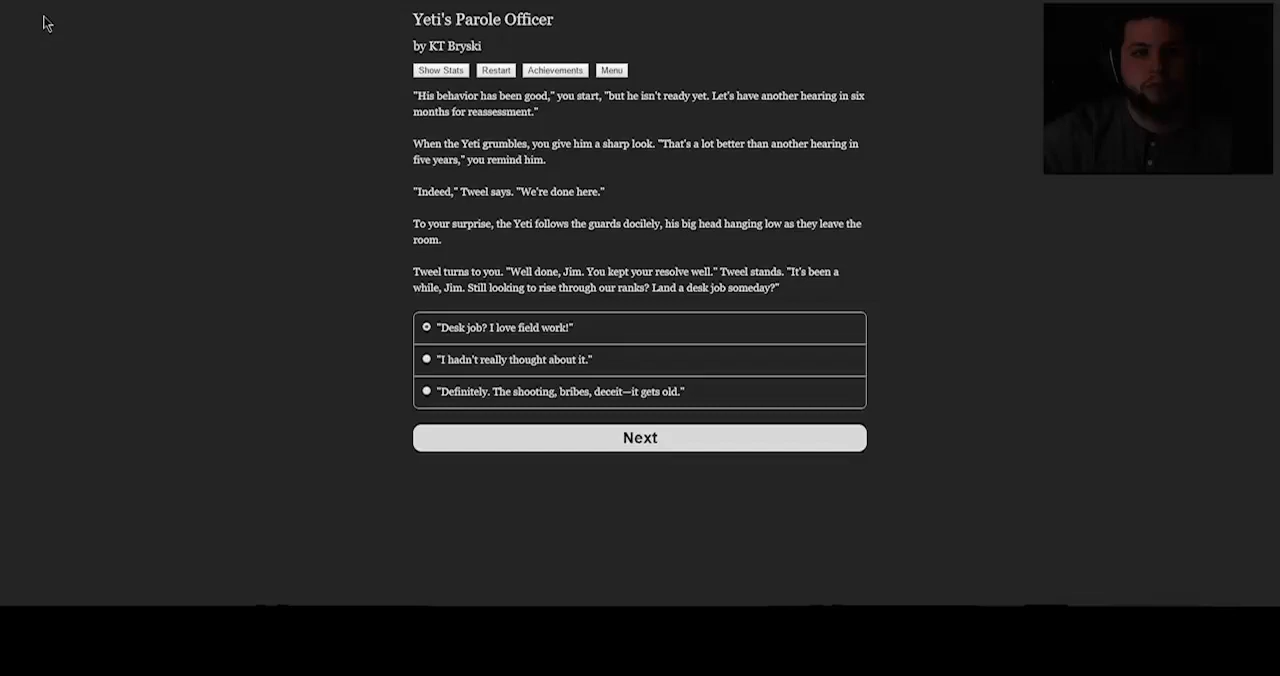 Yeti's Parole Officer
by KT Bryski
Show Stats Restart Achievements Menu
"His behavior has been good," you start, "but he isn't ready yet. Let's have another hearing in six
months for reassessment."
When the Yeti grumbles, you give him a sharp look. "That's a lot better than another hearing in
five years," you remind him.
"Indeed," Tweel says. "We're done here."
To your surprise, the Yeti follows the guards docilely, his big head hanging low as they leave the
room.
Tweel turns to you. "Well done, Jim. You kept your resolve well." Tweel stands. "It's been a
while, Jim. Still looking to rise through our ranks? Land a desk job someday?"
"Desk job? I love field work!"
"I hadn't really thought about it."
"Definitely. The shooting, bribes, deceit—it gets old."
Next